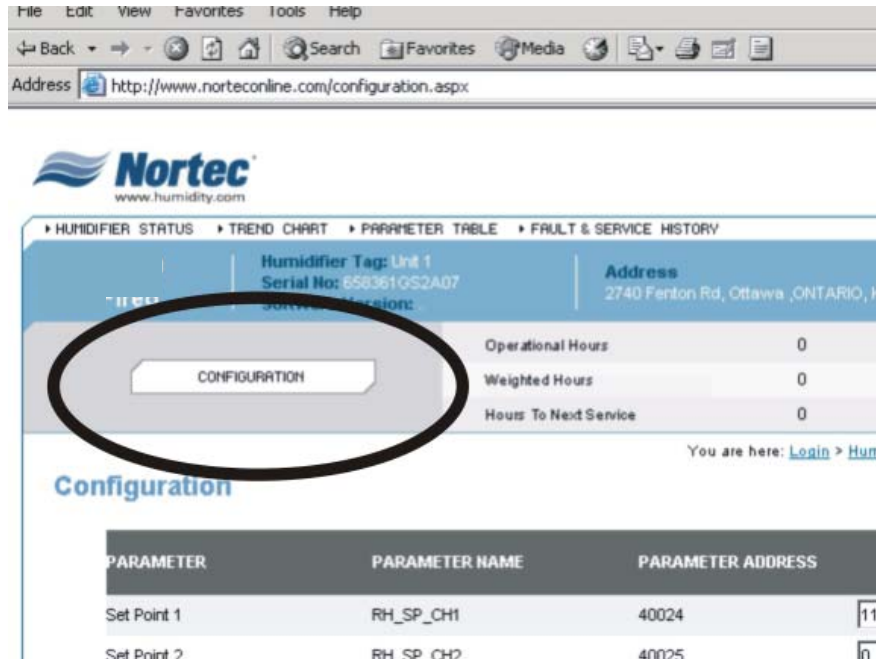 File Edit View Favorites Tools Help
Back Search Favorites Media
Address http://www.norteconline.com/configuration.aspx
Nortec
www.humidity.com
HUMIDIFIER STATUS TREND CHART PARAMETER TABLE FAULT & SERVICE HISTORY
Humidifier Tag: Unit 1
Serial No: 658361GS2A07
Address
2740 Fenton Rd, Ottawa ,ONTARIO,
Operational Hours 0
CONFIGURATION
Weighted Hours 0
Hours To Next Service 0
You are here: Login >
Configuration
PARAMETER PARAMETER NAME PARAMETER ADDRESS
Set Point 1 RH_SP_CH1 40024 11
Set Point 2 RH_SP_CH2 40025 0